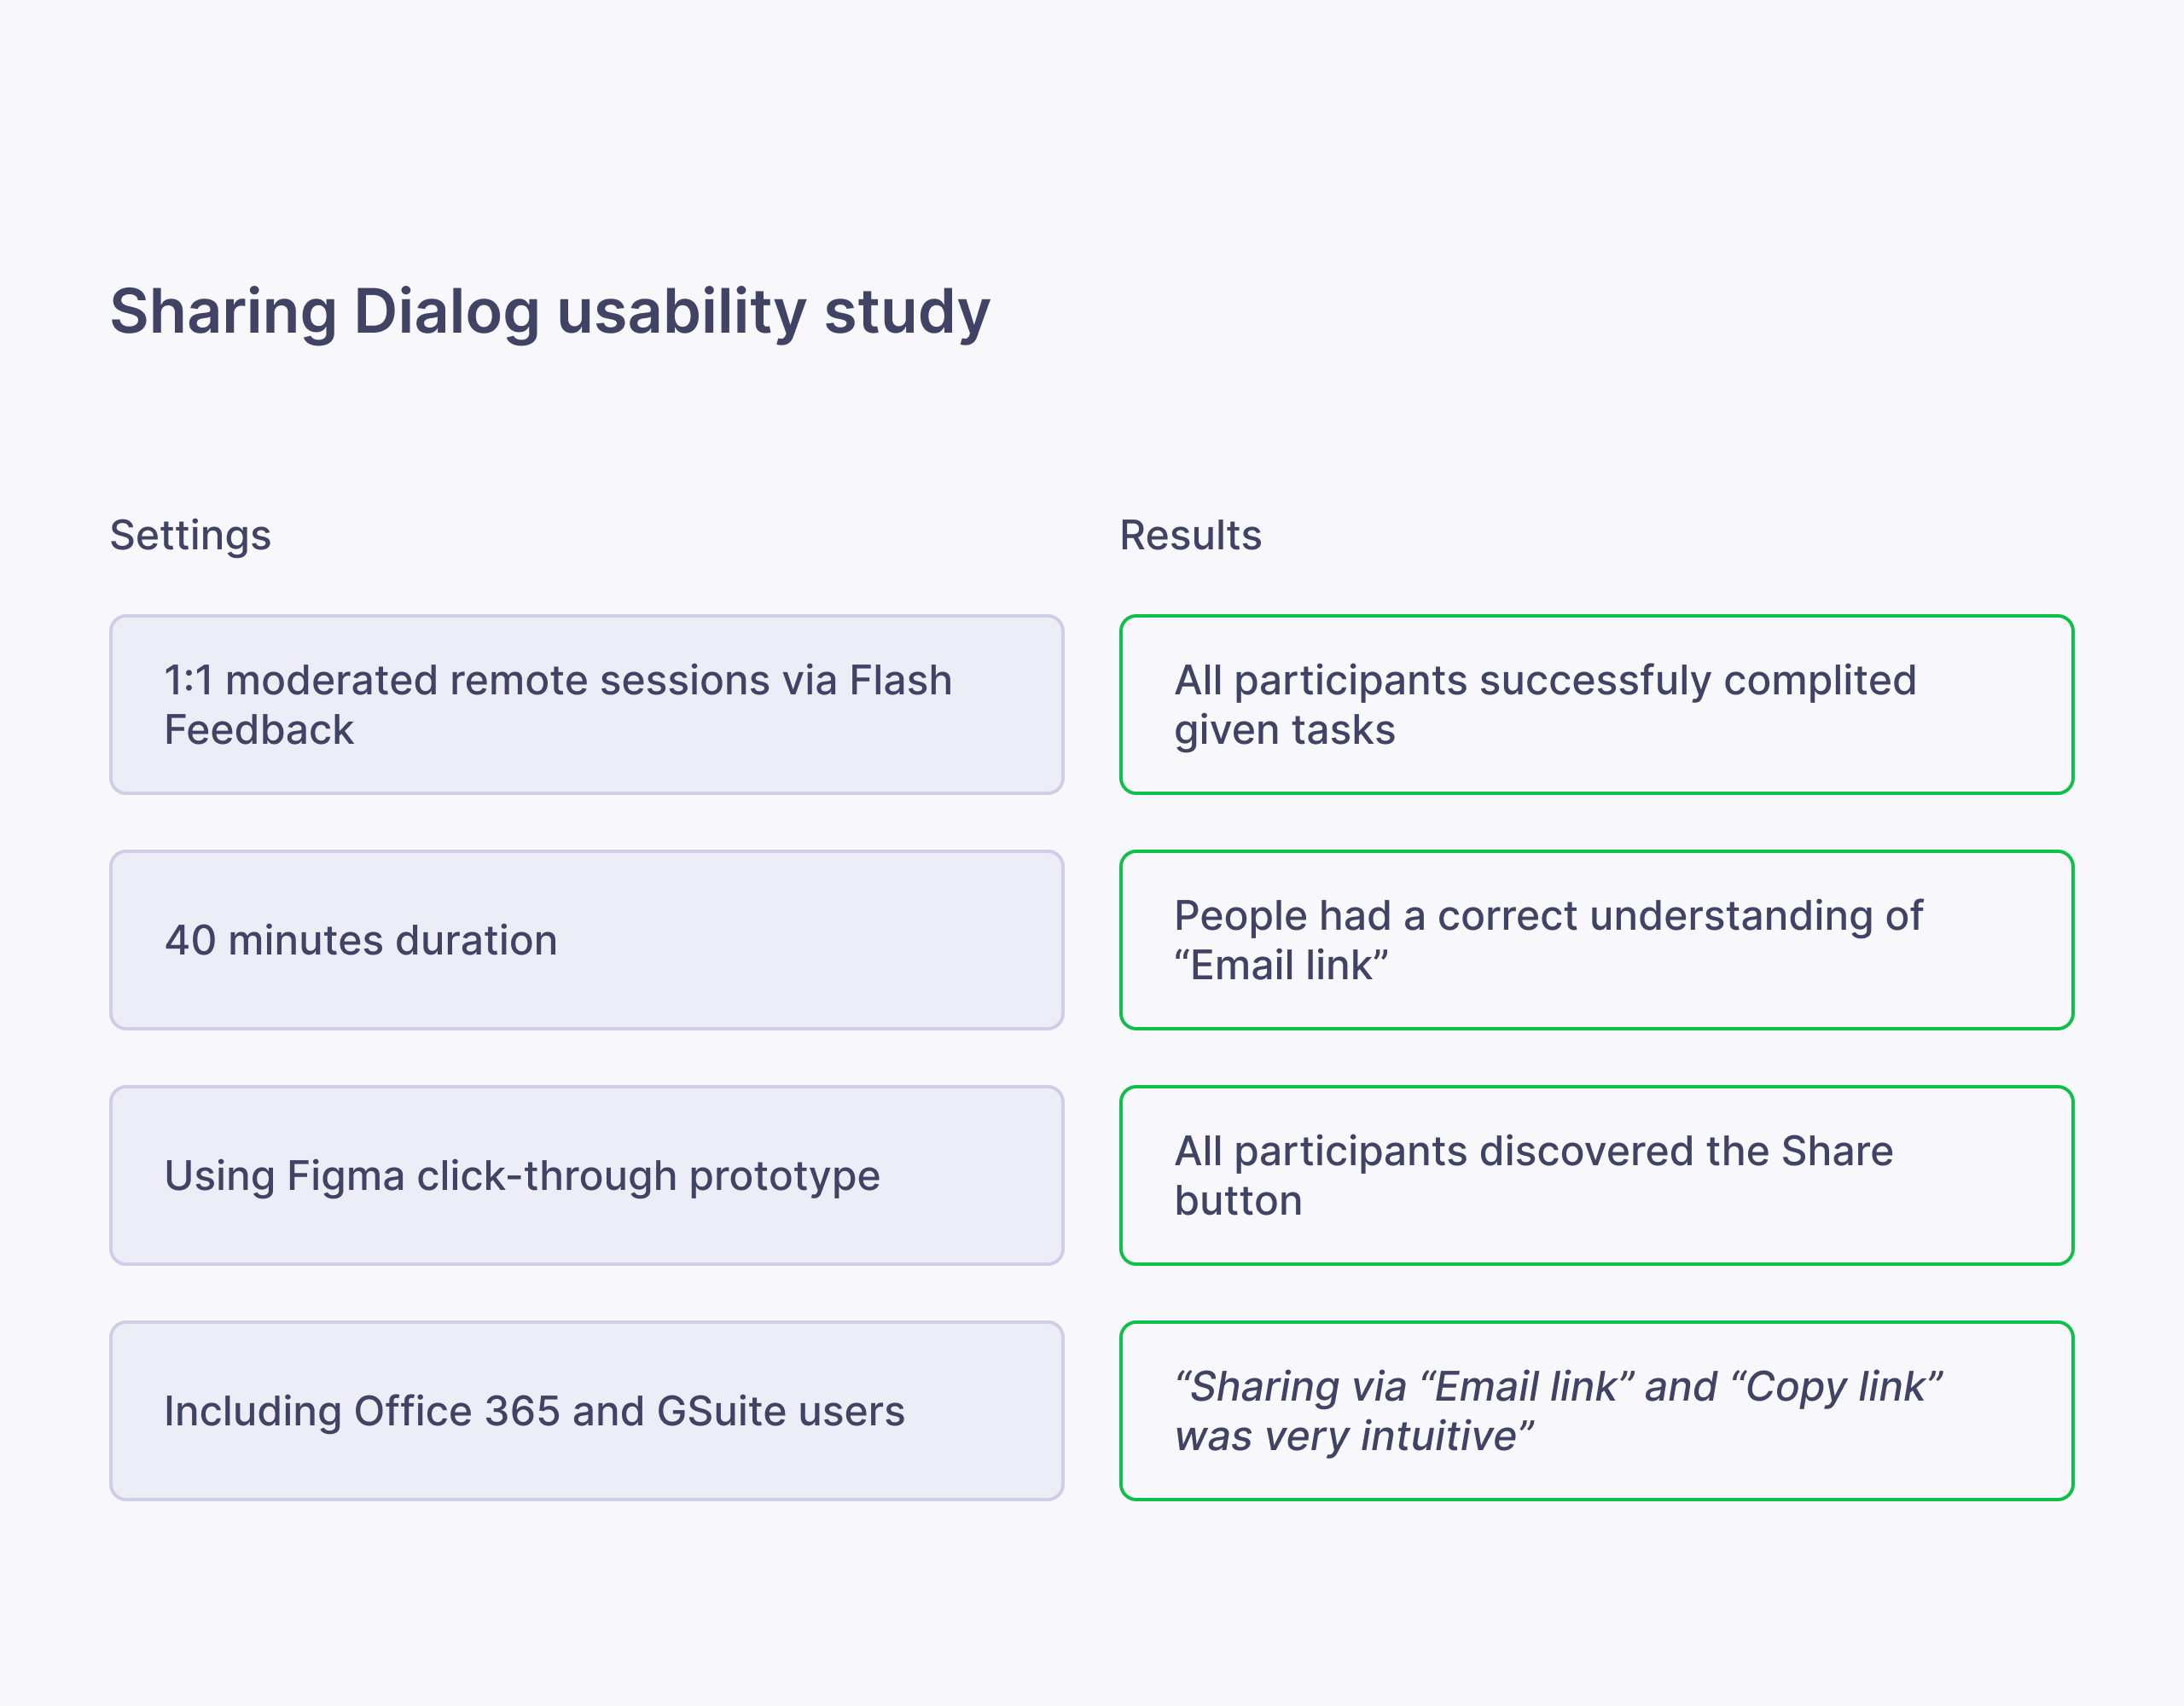 Sharing Dialog usability study
Settings
1:1 moderated remote sessions via Flash
Feedback
40 minutes duration
Using Figma click-through prototype
Including Office 365 and GSuite users
Results
All participants successfuly complited
given tasks
People had a correct understanding of
“Email link”
All participants discovered the Share
button
“Sharing via “Email link” and “Copy link”
was very intuitive”